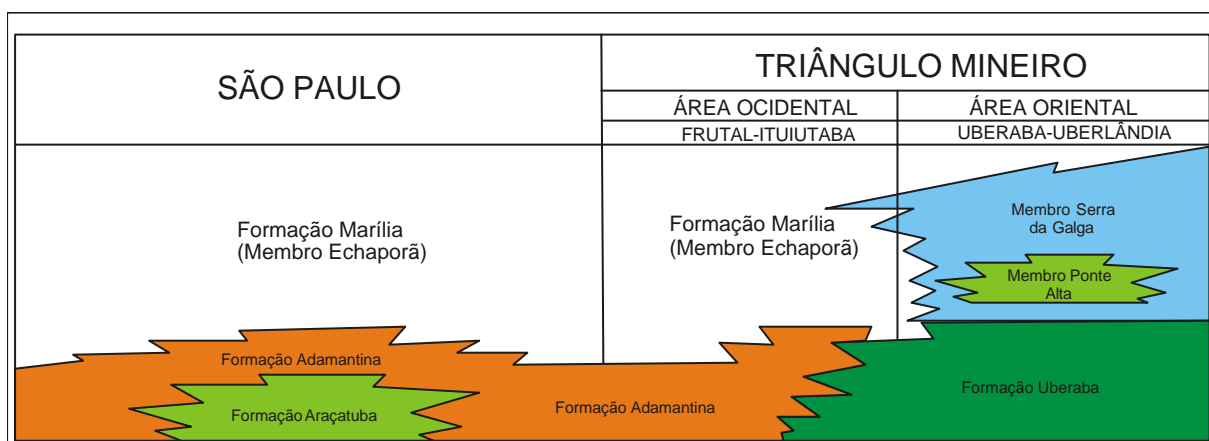 SÃO PAULO
TRIÂNGULO MINEIRO
ÁREA OCIDENTAL
ÁREA ORIENTAL
FRUTAL-ITUIUTABA
UBERABA-UBERLÂNDIA
Formação Marília
(Membro Echaporã)
Formação Marília
(Membro Echaporã)
Membro Serra
da Galga
Membro Ponte
Alta
Formação Adamantina
Formação Araçatuba
Formação Adamantina
Formação Uberaba